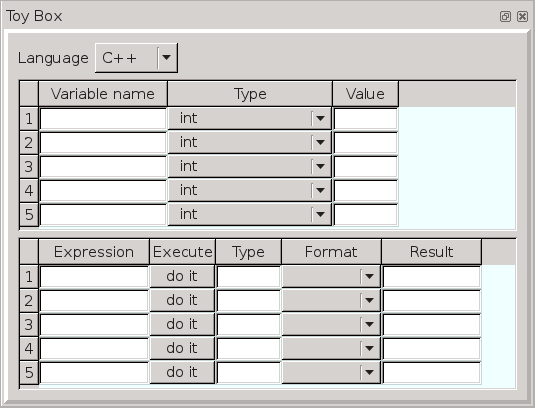 Toy Box
Language C++
Variable name Type Value
1 int
2 int
3 int
4 int
5 int
Expression Execute Type Format Result
1 do it
2 do it
3 do it
4 do it
5 do it